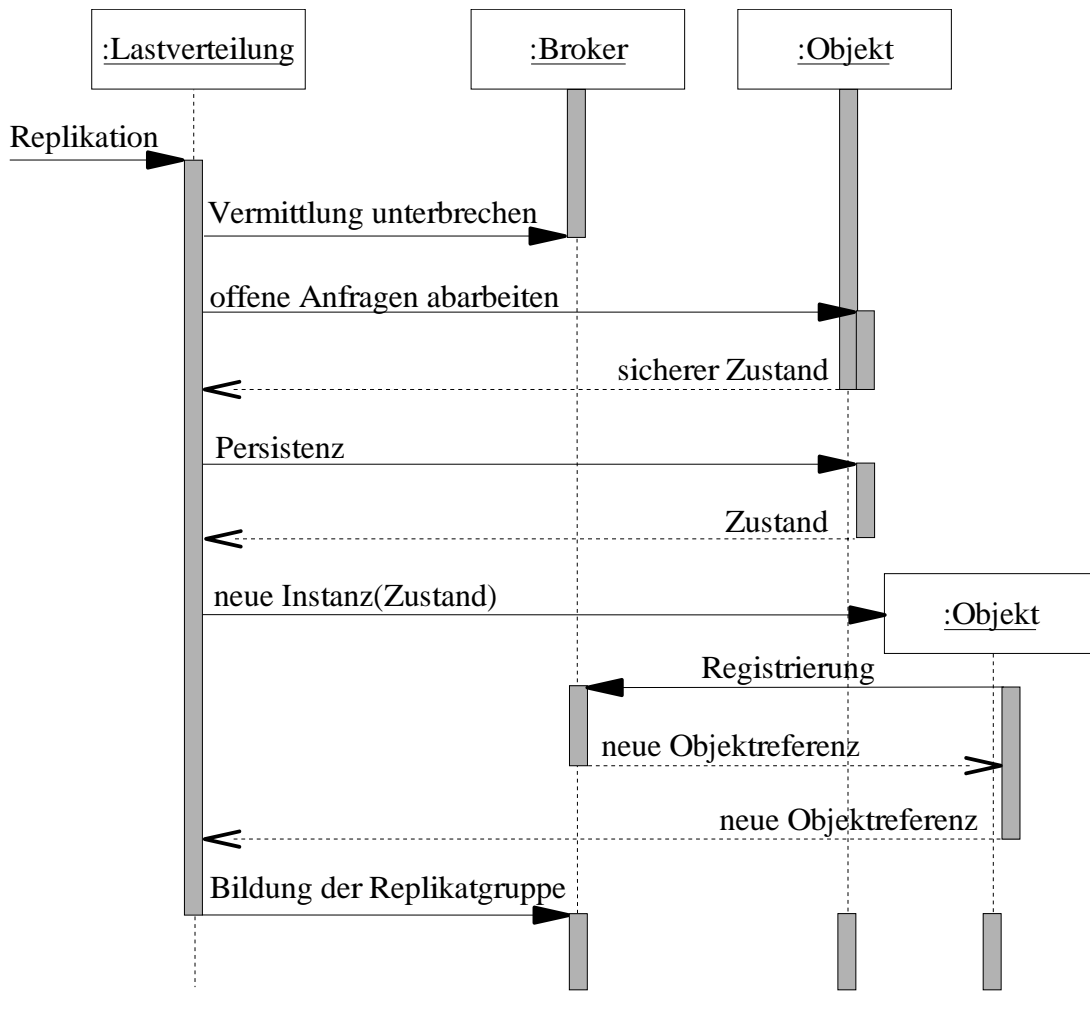 :Lastverteilung
:Broker
:Objekt
Replikation
Vermittlung unterbrechen
offene Anfragen abarbeiten
sicherer Zustand
Persistenz
Zustand
neue Instanz(Zustand)
:Objekt
Registrierung
neue Objektreferenz
neue Objektreferenz
Bildung der Replikatgruppe